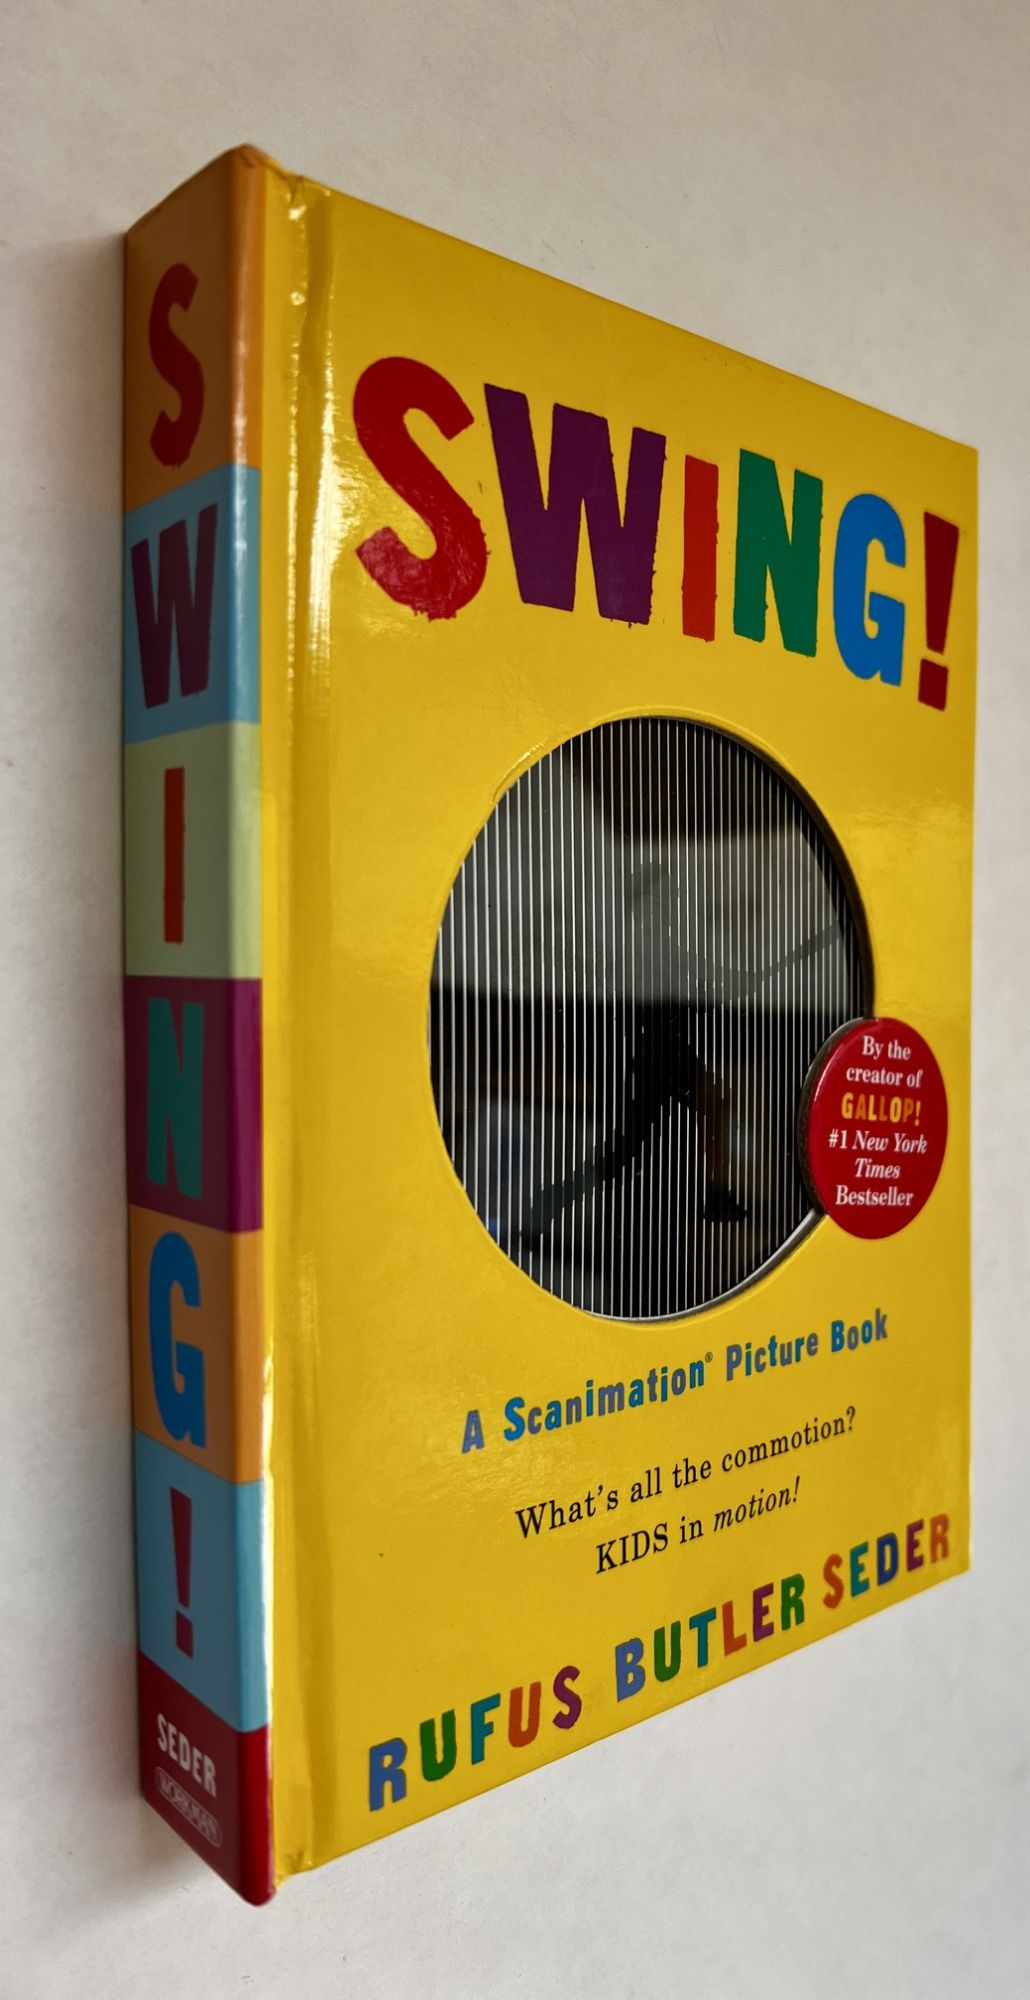 SWING!
SEDER
WORKMAN
SWING!
By the
creator of
GALLOP!
#1 New York
Times
Bestseller
A Scanimation® Picture Book
What's all the commotion?
KIDS in motion!
RUFUS BUTLER SEDER